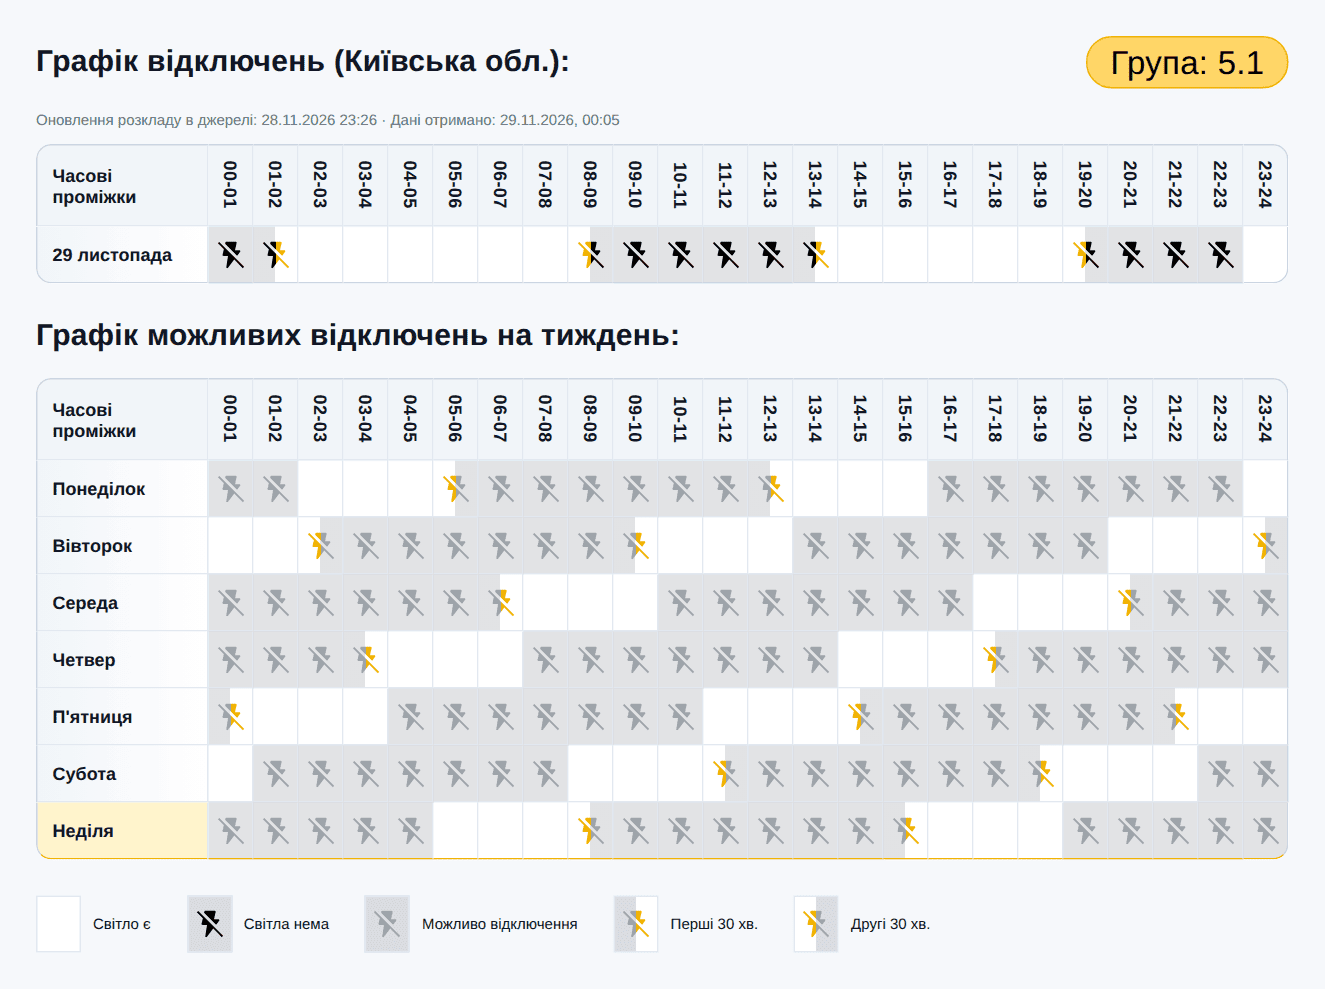 Графік відключень (Київська обл.):
Група: 5.1
Оновлення розкладу в джерелі: 28.11.2026 23:26 · Дані отримано: 29.11.2026, 00:05
Часові проміжки 00-01 01-02 02-03 03-04 04-05 05-06 06-07 07-08 08-09 09-10 10-11 11-12 12-13 13-14 14-15 15-16 16-17 17-18 18-19 19-20 20-21 21-22 22-23 23-24
29 листопада
Графік можливих відключень на тиждень:
Часові проміжки 00-01 01-02 02-03 03-04 04-05 05-06 06-07 07-08 08-09 09-10 10-11 11-12 12-13 13-14 14-15 15-16 16-17 17-18 18-19 19-20 20-21 21-22 22-23 23-24
Понеділок
Вівторок
Середа
Четвер
П'ятниця
Субота
Неділя
Світло є
Світла нема
Можливо відключення
Перші 30 хв.
Другі 30 хв.